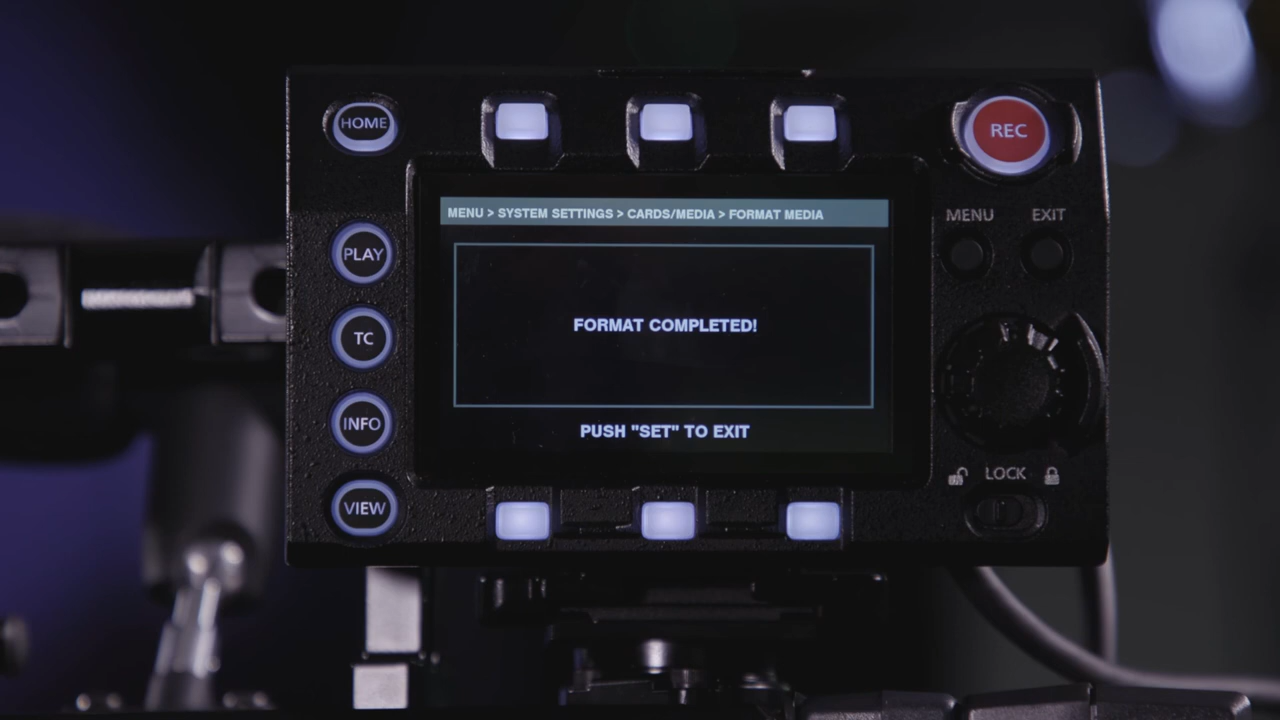 HOME
REC
MENU > SYSTEM SETTINGS > CARDS/MEDIA > FORMAT MEDIA
MENU EXIT
PLAY
FORMAT COMPLETED!
TC
INFO
PUSH "SET" TO EXIT
LOCK
VIEW